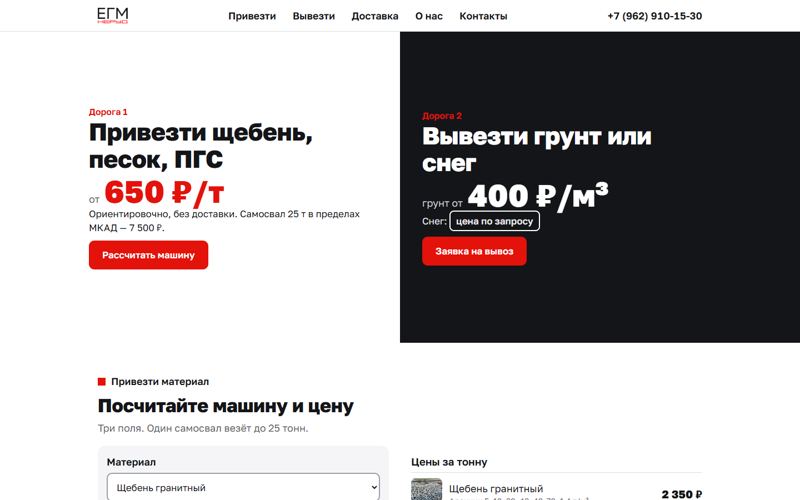 ЕГМ
НЕРУД
Привезти Вывезти Доставка О нас Контакты
+7 (962) 910-15-30
Дорога 1
Привезти щебень,
песок, ПГС
от 650 ₽/т
Ориентировочно, без доставки. Самосвал 25 т в пределах
МКАД — 7 500 ₽.
Рассчитать машину
Дорога 2
Вывезти грунт или
снег
грунт от 400 ₽/м³
Снег: цена по запросу
Заявка на вывоз
Привезти материал
Посчитайте машину и цену
Три поля. Один самосвал везёт до 25 тонн.
Материал
Щебень гранитный
Цены за тонну
Щебень гранитный
2 350 ₽